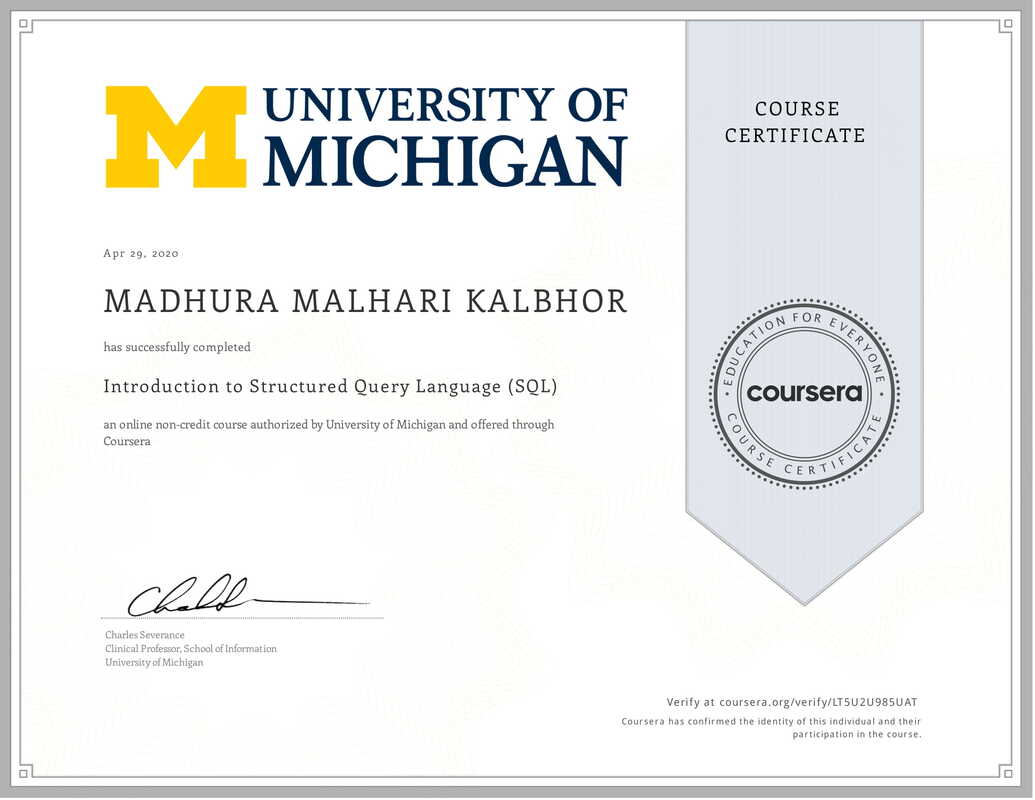 UNIVERSITY OF
MICHIGAN
COURSE
CERTIFICATE
Apr 29, 2020
MADHURA MALHARI KALBHOR
has successfully completed
Introduction to Structured Query Language (SQL)
an online non-credit course authorized by University of Michigan and offered through
Coursera
EDUCATION FOR EVERYONE
coursera
COURSE CERTIFICATE
Charles Severance
Clinical Professor, School of Information
University of Michigan
Verify at coursera.org/verify/LT5U2U985UAT
Coursera has confirmed the identity of this individual and their
participation in the course.